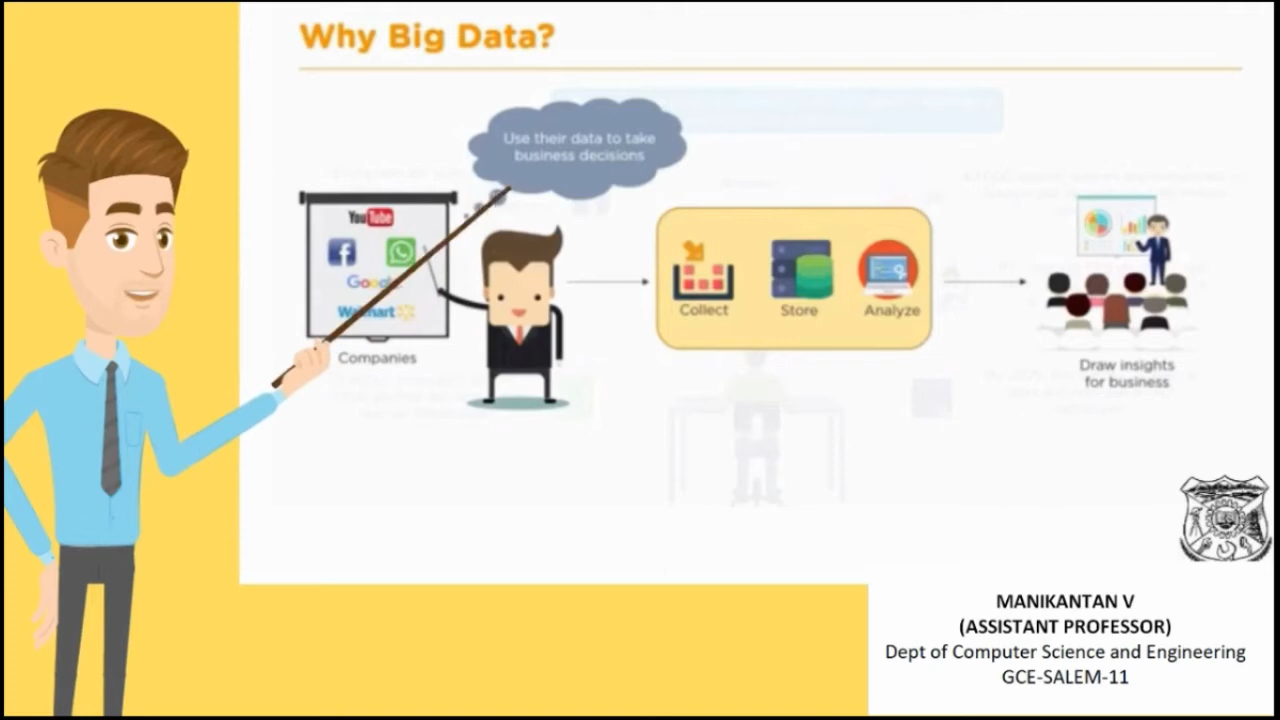 Why Big Data?
Use their data to take
business decisions
YouTube
f
Google
Walmart
Companies
Collect
Store
Analyze
Draw insights
for business
MANIKANTAN V
(ASSISTANT PROFESSOR)
Dept of Computer Science and Engineering
GCE-SALEM-11